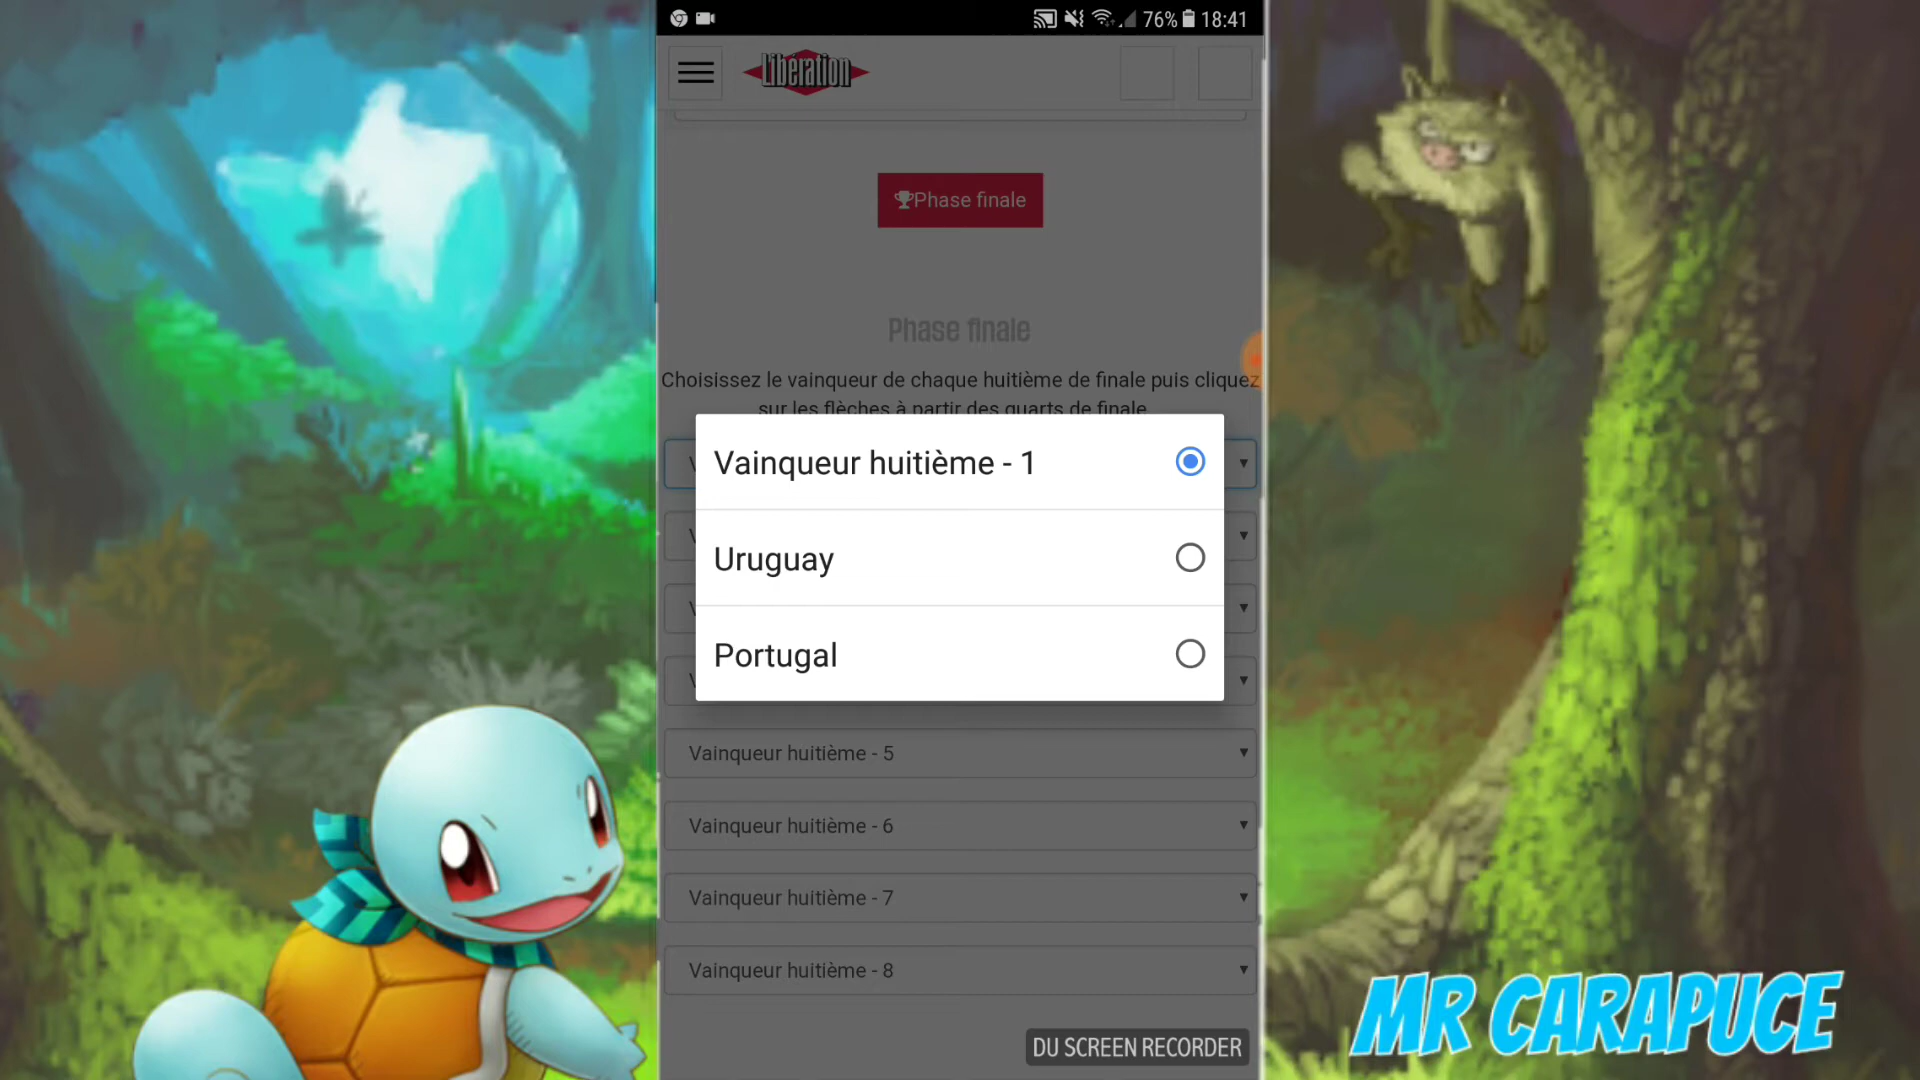 76% 18:41
Libération
Phase finale
Phase finale
Choisissez le vainqueur de chaque huitième de finale puis cliquez
sur les flèches à partir des quarts de finale
Vainqueur huitième - 1
Uruguay
Portugal
Vainqueur huitième - 5
Vainqueur huitième - 6
Vainqueur huitième - 7
Vainqueur huitième - 8
DU SCREEN RECORDER
MR CARAPUCE